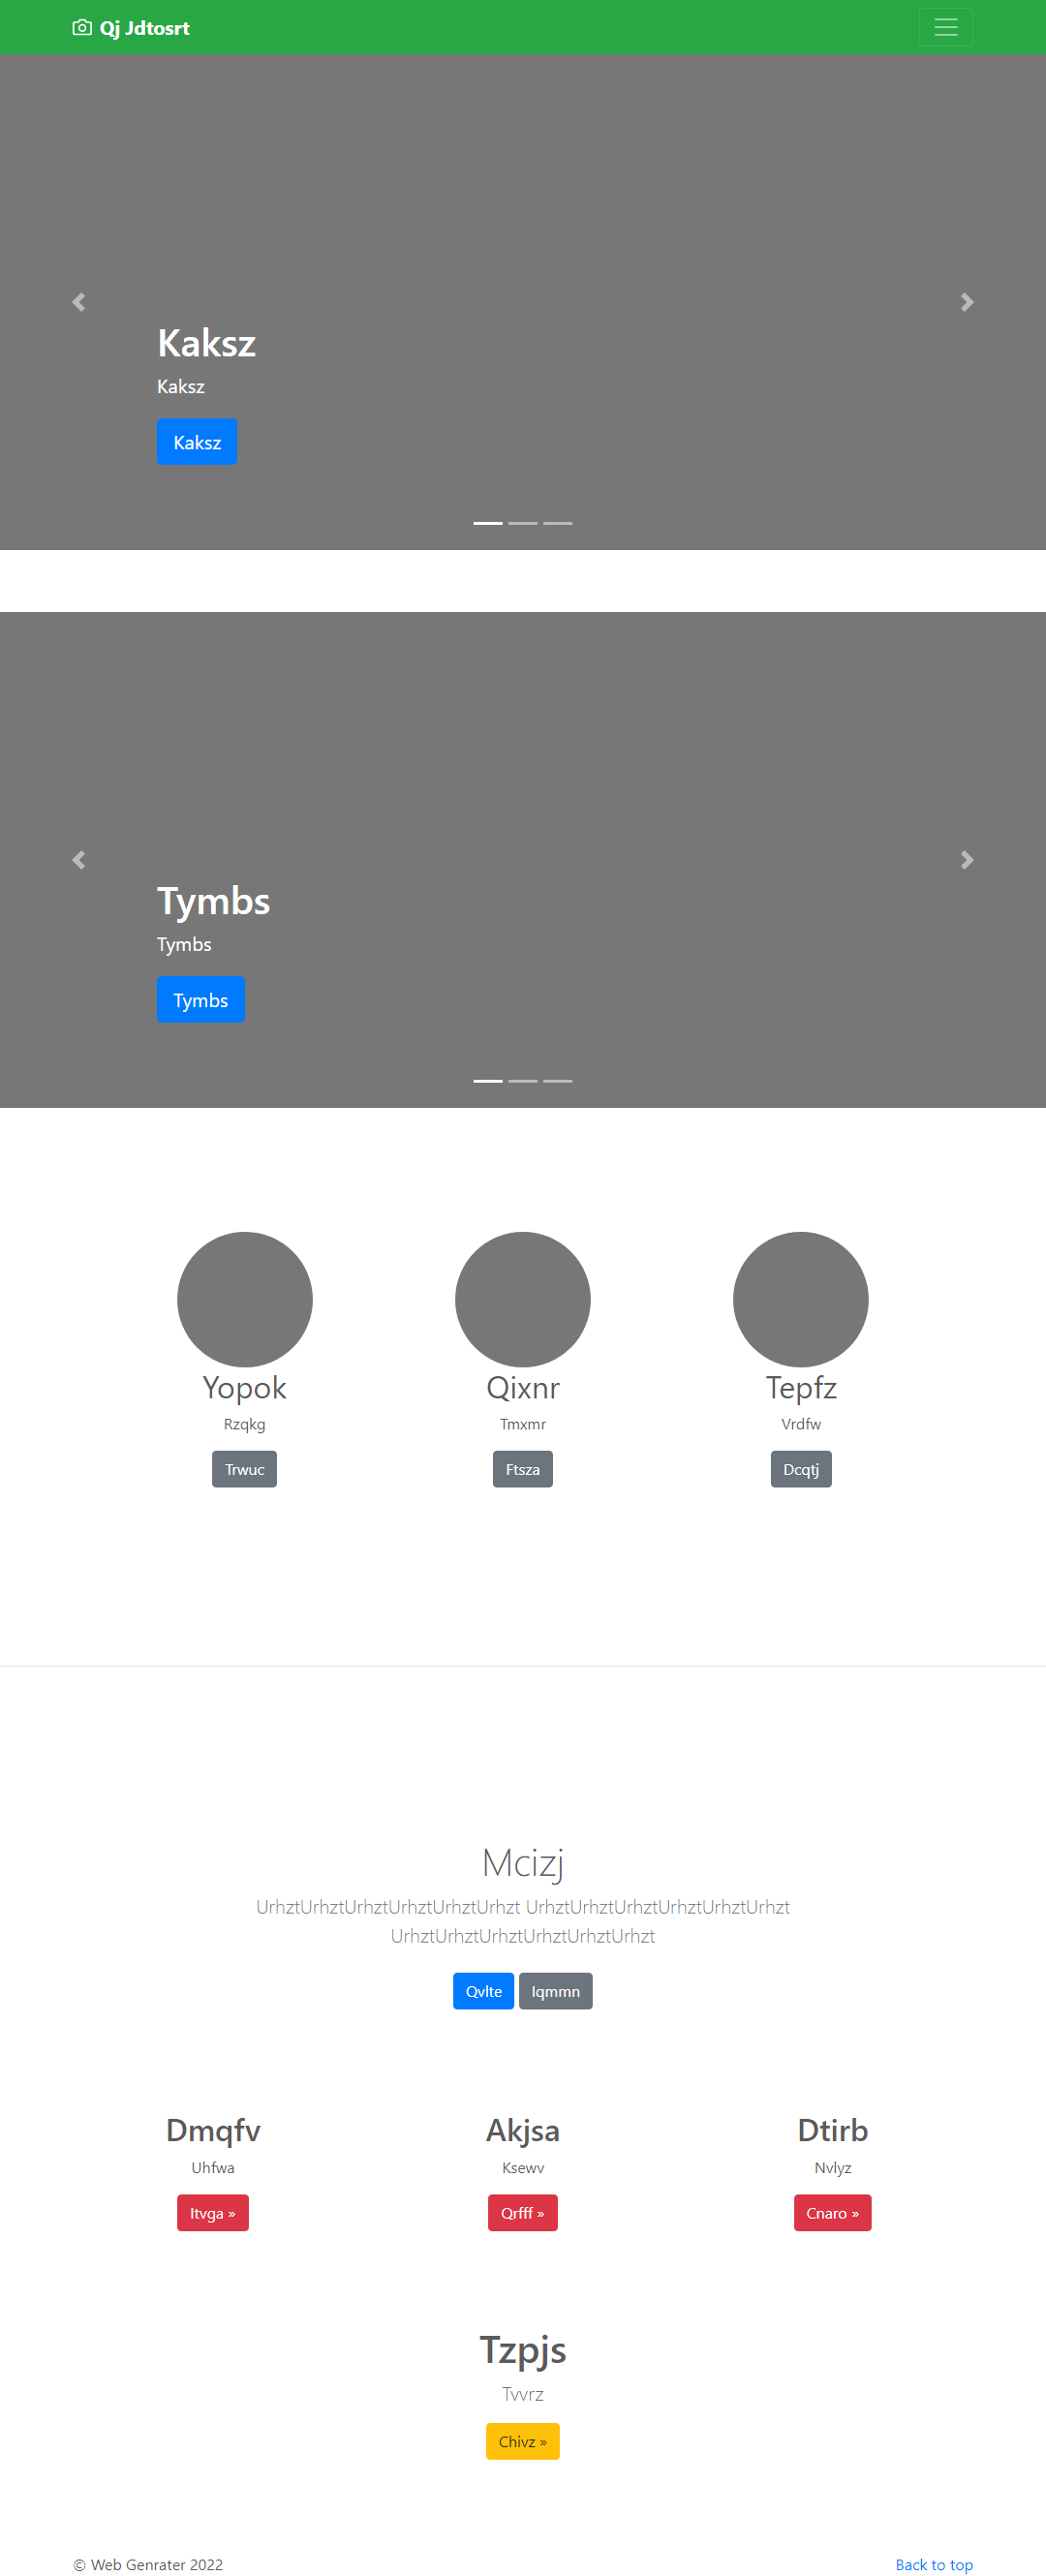 Qj Jdtosrt
Kaksz
Kaksz
Kaksz
Tymbs
Tymbs
Tymbs
Yopok
Rzqkg
Trwuc
Qixnr
Tmxmr
Ftsza
Tepfz
Vrdfw
Dcqtj
Mcizj
UrhztUrhztUrhztUrhztUrhztUrhzt UrhztUrhztUrhztUrhztUrhztUrhzt
UrhztUrhztUrhztUrhztUrhztUrhzt
Qvlte Iqmmn
Dmqfv
Uhfwa
Itvga »
Akjsa
Ksewv
Qrfff »
Dtirb
Nvlyz
Cnaro »
Tzpjs
Tvvrz
Chivz »
© Web Genrater 2022
Back to top